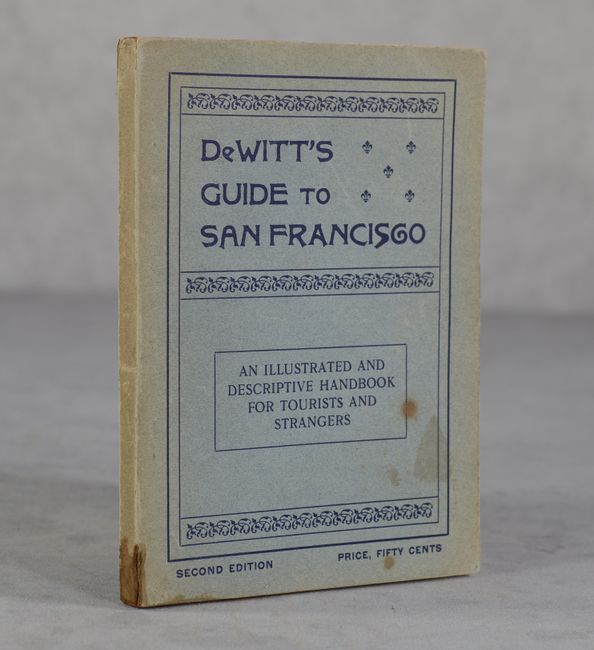 DeWITT'S
GUIDE TO
SAN FRANCISCO
AN ILLUSTRATED AND
DESCRIPTIVE HANDBOOK
FOR TOURISTS AND
STRANGERS
SECOND EDITION
PRICE, FIFTY CENTS